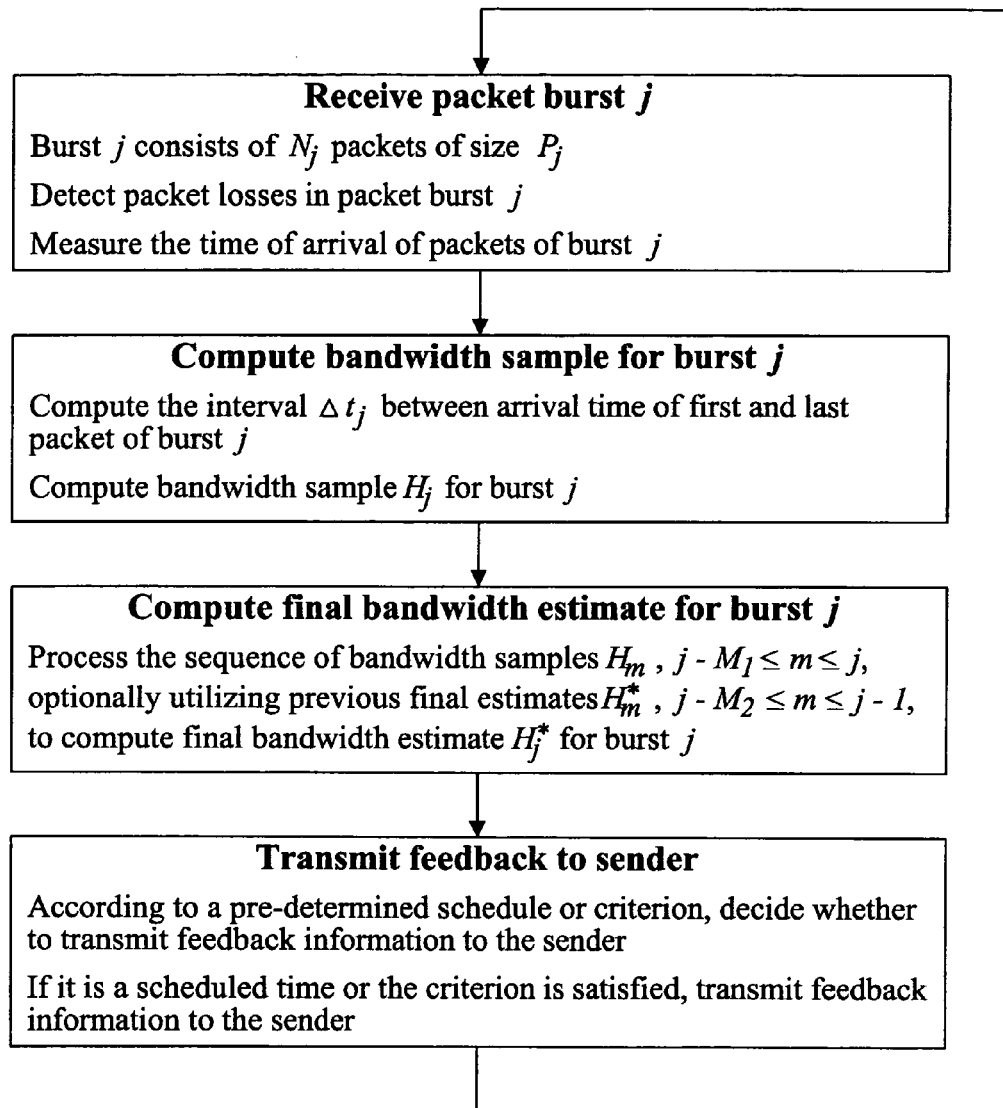 Receive packet burst j
Burst j consists of N_j packets of size P_j
Detect packet losses in packet burst j
Measure the time of arrival of packets of burst j
Compute bandwidth sample for burst j
Compute the interval Δ t_j between arrival time of first and last
packet of burst j
Compute bandwidth sample H_j for burst j
Compute final bandwidth estimate for burst j
Process the sequence of bandwidth samples H_m , j - M_1 ≤ m ≤ j,
optionally utilizing previous final estimates H_m^* , j - M_2 ≤ m ≤ j - 1,
to compute final bandwidth estimate H_j^* for burst j
Transmit feedback to sender
According to a pre-determined schedule or criterion, decide whether
to transmit feedback information to the sender
If it is a scheduled time or the criterion is satisfied, transmit feedback
information to the sender